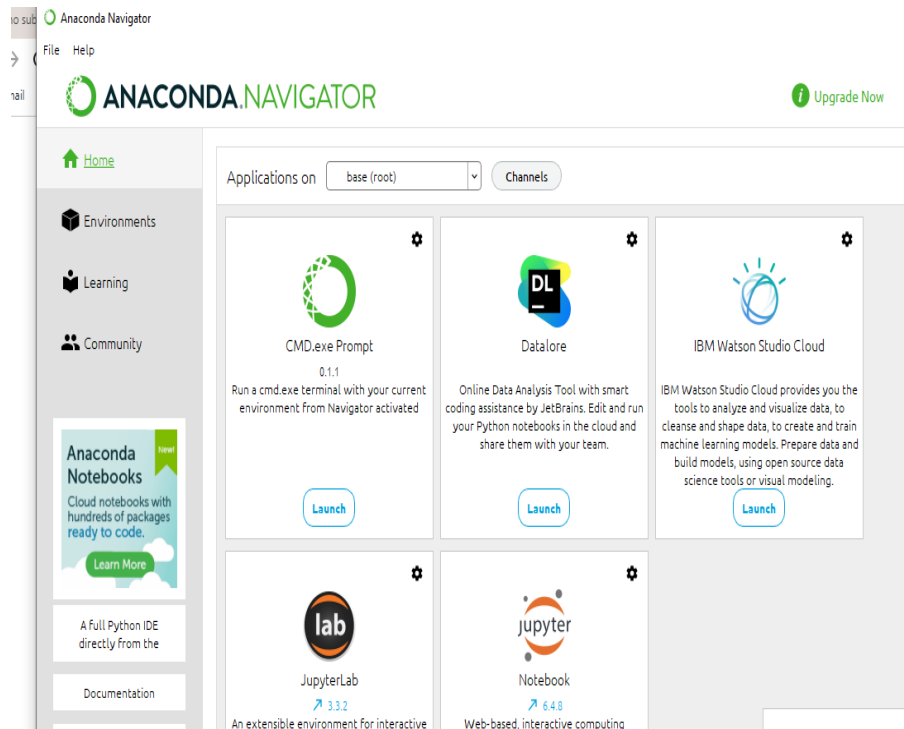 no sub
Anaconda Navigator
File Help
nail
ANACONDA.NAVIGATOR
i Upgrade Now
Home
Environments
Learning
Community
Applications on base (root) Channels
CMD.exe Prompt
0.1.1
Run a cmd.exe terminal with your current
environment from Navigator activated
Launch
DL
Datalore
Online Data Analysis Tool with smart
coding assistance by JetBrains. Edit and run
your Python notebooks in the cloud and
share them with your team.
Launch
IBM Watson Studio Cloud
IBM Watson Studio Cloud provides you the
tools to analyze and visualize data, to
cleanse and shape data, to create and train
machine learning models. Prepare data and
build models, using open source data
science tools or visual modeling.
Launch
Anaconda
Notebooks
New!
Cloud notebooks with
hundreds of packages
ready to code.
Learn More
A full Python IDE
directly from the
Documentation
lab
JupyterLab
3.3.2
An extensible environment for interactive
jupyter
Notebook
6.4.8
Web-based, interactive computing